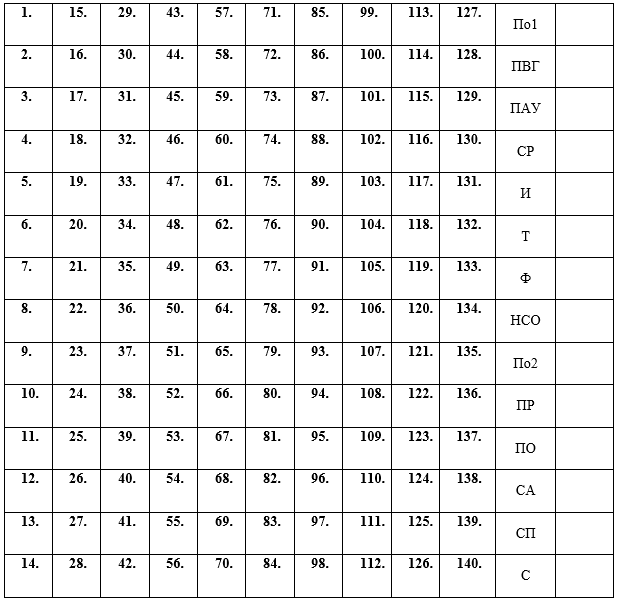 1. 15. 29. 43. 57. 71. 85. 99. 113. 127. По1
2. 16. 30. 44. 58. 72. 86. 100. 114. 128. ПВГ
3. 17. 31. 45. 59. 73. 87. 101. 115. 129. ПАУ
4. 18. 32. 46. 60. 74. 88. 102. 116. 130. СР
5. 19. 33. 47. 61. 75. 89. 103. 117. 131. И
6. 20. 34. 48. 62. 76. 90. 104. 118. 132. Т
7. 21. 35. 49. 63. 77. 91. 105. 119. 133. Ф
8. 22. 36. 50. 64. 78. 92. 106. 120. 134. НСО
9. 23. 37. 51. 65. 79. 93. 107. 121. 135. По2
10. 24. 38. 52. 66. 80. 94. 108. 122. 136. ПР
11. 25. 39. 53. 67. 81. 95. 109. 123. 137. ПО
12. 26. 40. 54. 68. 82. 96. 110. 124. 138. СА
13. 27. 41. 55. 69. 83. 97. 111. 125. 139. СП
14. 28. 42. 56. 70. 84. 98. 112. 126. 140. С